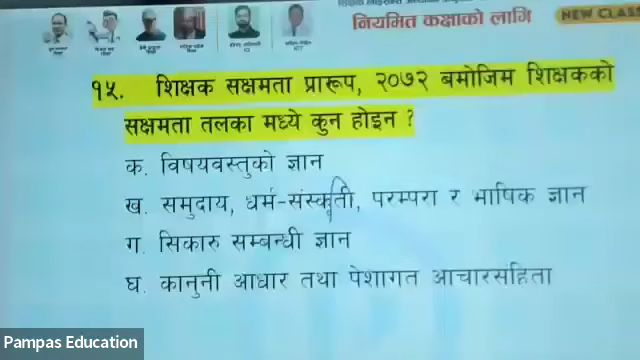 नियमित कक्षाको लागि
NEW CLASS
१५. शिक्षक सक्षमता प्रारूप, २०७२ बमोजिम शिक्षकको
सक्षमता तलका मध्ये कुन होइन ?
क. विषयवस्तुको ज्ञान
ख. समुदाय, धर्म-संस्कृती, परम्परा र भाषिक ज्ञान
ग. सिकारु सम्बन्धी ज्ञान
घ. कानुनी आधार तथा पेशागत आचारसंहिता
Pampas Education